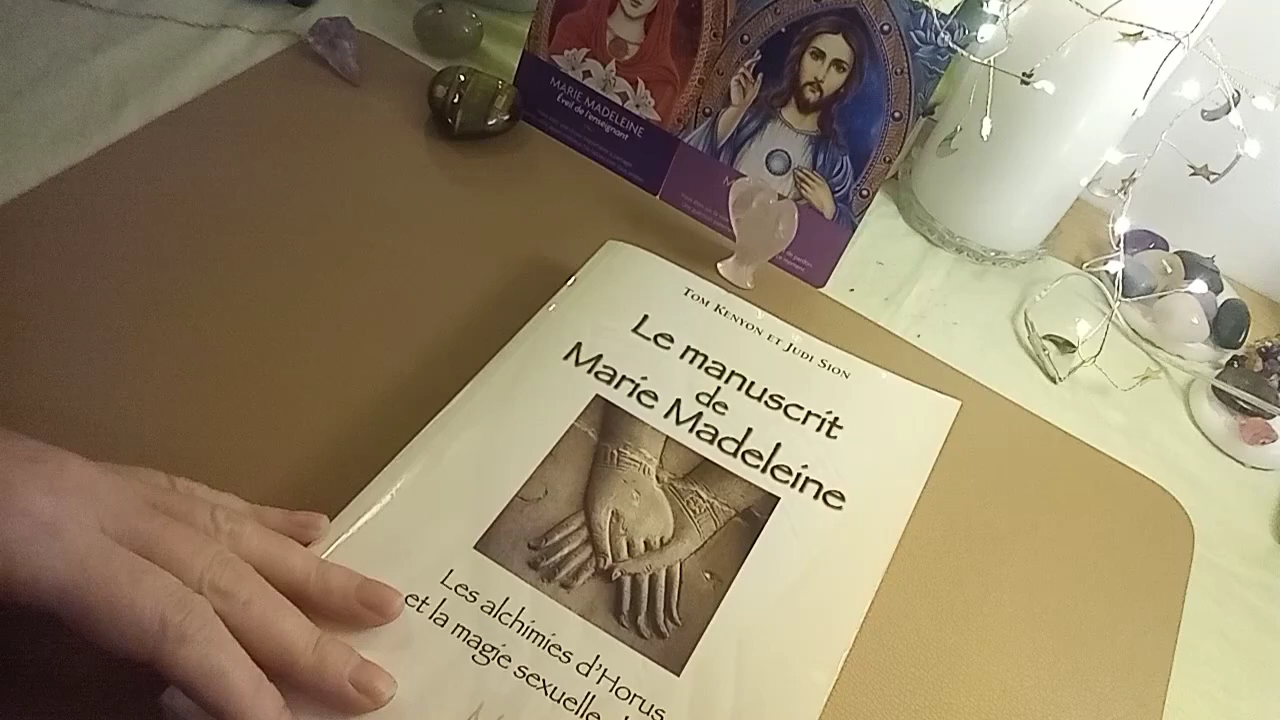 MARIE MADELEINE
Éveil de l'enseignant
TOM KENYON ET JUDI SION
Le manuscrit
de
Marie Madeleine
Les alchimies d'Horus
et la magie sexuelle